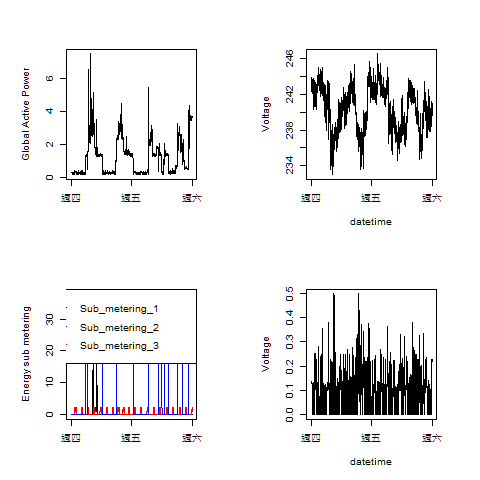 Global Active Power
0 2 4 6
週四 週五 週六
Voltage
234 238 242 246
週四 週五 週六
datetime
Energy sub metering
0 10 20 30
Sub_metering_1
Sub_metering_2
Sub_metering_3
週四 週五 週六
Voltage
0.0 0.1 0.2 0.3 0.4 0.5
週四 週五 週六
datetime